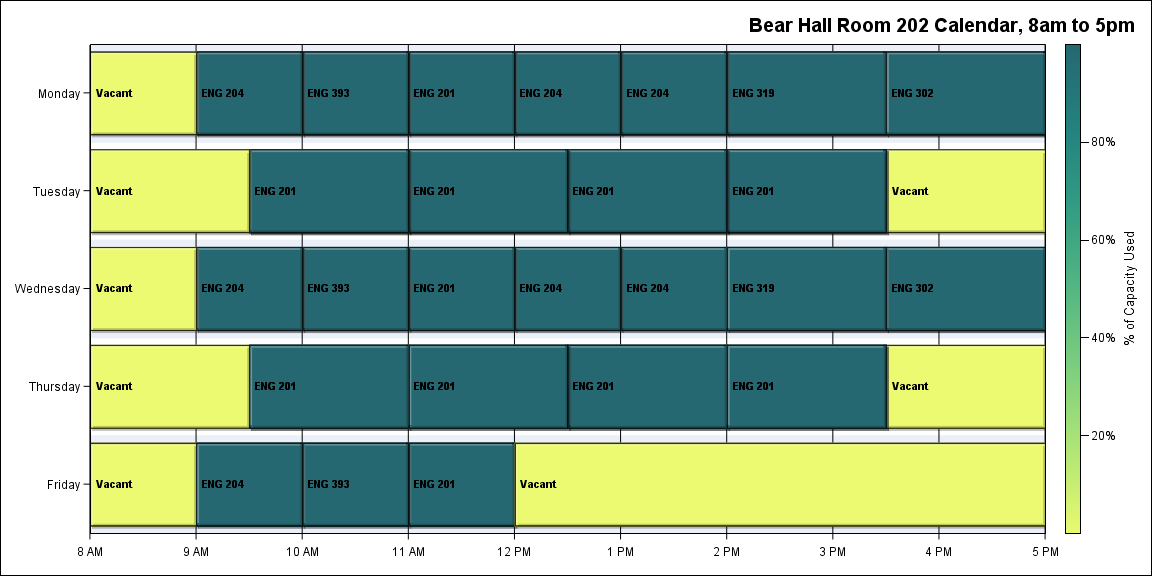 Bear Hall Room 202 Calendar, 8am to 5pm
Monday
Vacant
ENG 204
ENG 393
ENG 201
ENG 204
ENG 204
ENG 319
ENG 302
Tuesday
Vacant
ENG 201
ENG 201
ENG 201
ENG 201
Vacant
Wednesday
Vacant
ENG 204
ENG 393
ENG 201
ENG 204
ENG 204
ENG 319
ENG 302
Thursday
Vacant
ENG 201
ENG 201
ENG 201
ENG 201
Vacant
Friday
Vacant
ENG 204
ENG 393
ENG 201
Vacant
8 AM
9 AM
10 AM
11 AM
12 PM
1 PM
2 PM
3 PM
4 PM
5 PM
80%
60%
40%
20%
% of Capacity Used